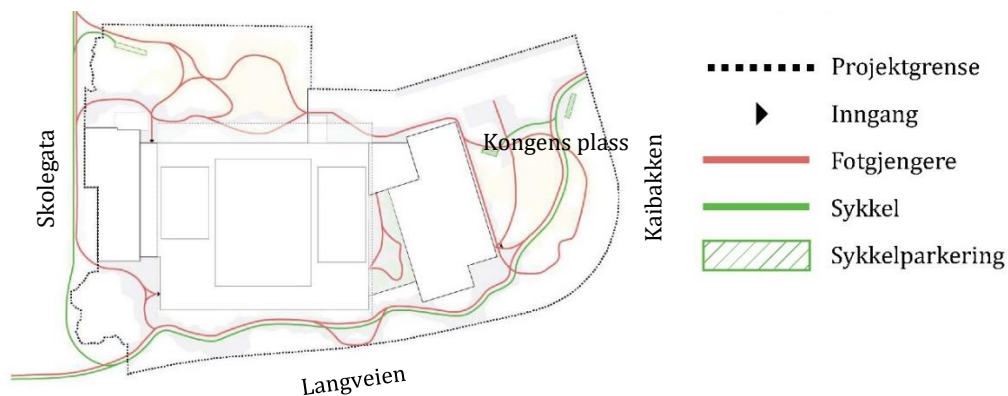 Skolegata
Kongens plass
Kaibakken
Langveien
Projektgrense
Inngang
Fotgjengere
Sykkel
Sykkelparkering